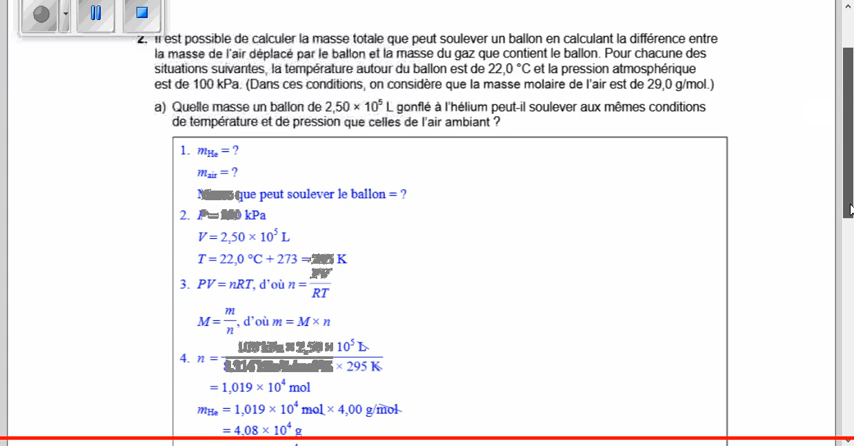 2. Il est possible de calculer la masse totale que peut soulever un ballon en calculant la différence entre
la masse de l'air déplacé par le ballon et la masse du gaz que contient le ballon. Pour chacune des
situations suivantes, la température autour du ballon est de 22,0 °C et la pression atmosphérique
est de 100 kPa. (Dans ces conditions, on considère que la masse molaire de l'air est de 29,0 g/mol.)
a) Quelle masse un ballon de 2,50 × 10⁵ L gonflé à l'hélium peut-il soulever aux mêmes conditions
de température et de pression que celles de l'air ambiant ?
1. m_He = ?
m_air = ?
que peut soulever le ballon = ?
2. P = kPa
V = 2,50 × 10⁵ L
T = 22,0 °C + 273 = K
3. PV = nRT, d'où n = PV/RT
M = m/n, d'où m = M × n
4. n = 10⁵ L / × 295 K
= 1,019 × 10⁴ mol
m_He = 1,019 × 10⁴ mol × 4,00 g/mol
= 4,08 × 10⁴ g